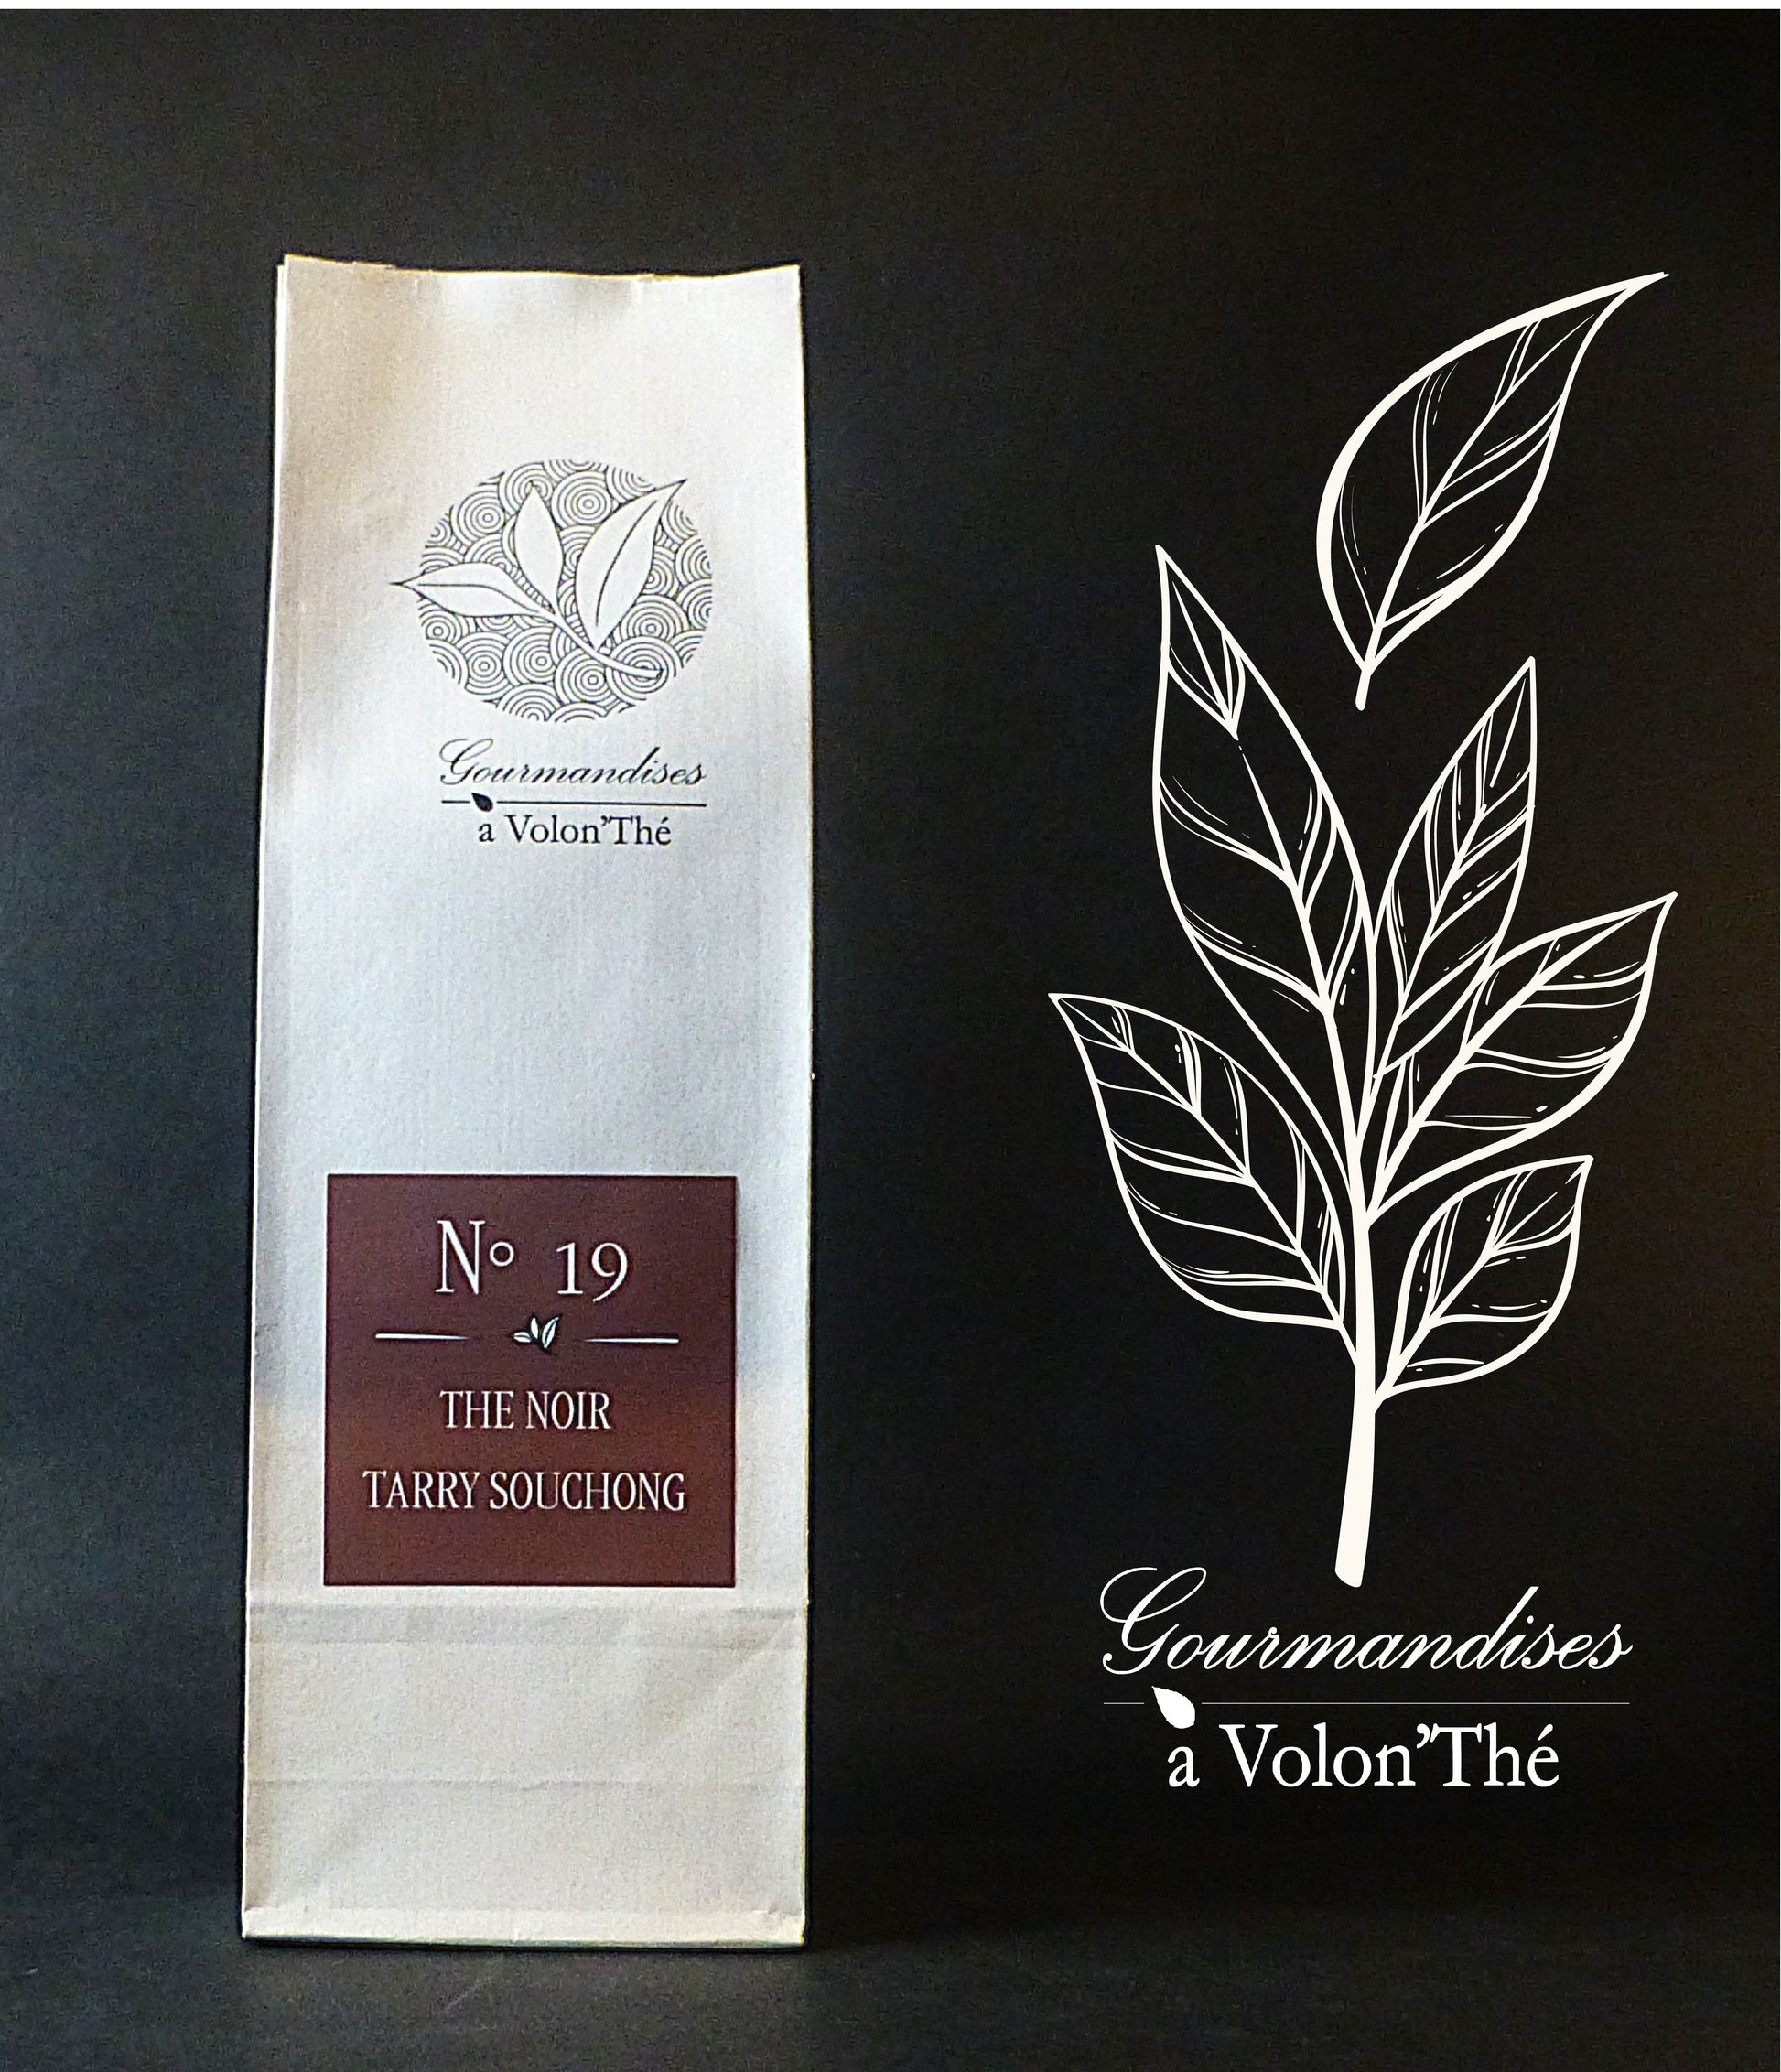 Gourmandises
a Volon'Thé
N° 19
THE NOIR
TARRY SOUCHONG
Gourmandises
a Volon'Thé